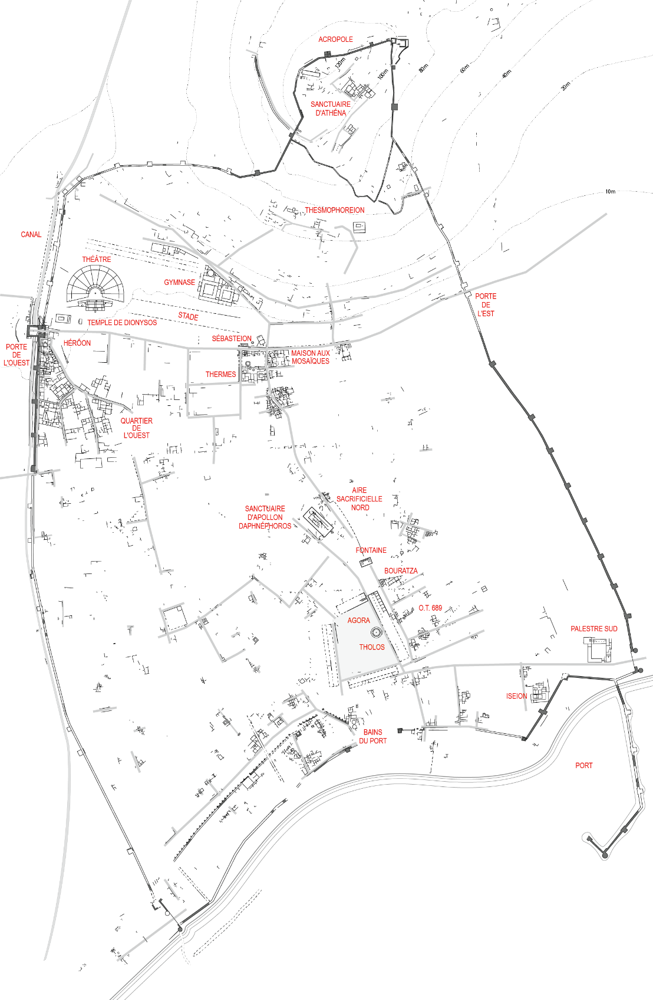 ACROPOLE
120m
100m
80m
60m
40m
20m
SANCTUAIRE
D'ATHÉNA
10m
THESMOPHOREION
CANAL
THÉÂTRE
GYMNASE
PORTE
DE
L'EST
STADE
TEMPLE DE DIONYSOS
SÉBASTEION
HÉRÔON
PORTE
DE
L'OUEST
MAISON AUX
MOSAÏQUES
THERMES
QUARTIER
DE
L'OUEST
AIRE
SACRIFICIELLE
NORD
SANCTUAIRE
D'APOLLON
DAPHNÉPHOROS
FONTAINE
BOURATZA
O.T. 689
AGORA
PALESTRE SUD
THOLOS
ISEION
BAINS
DU PORT
PORT